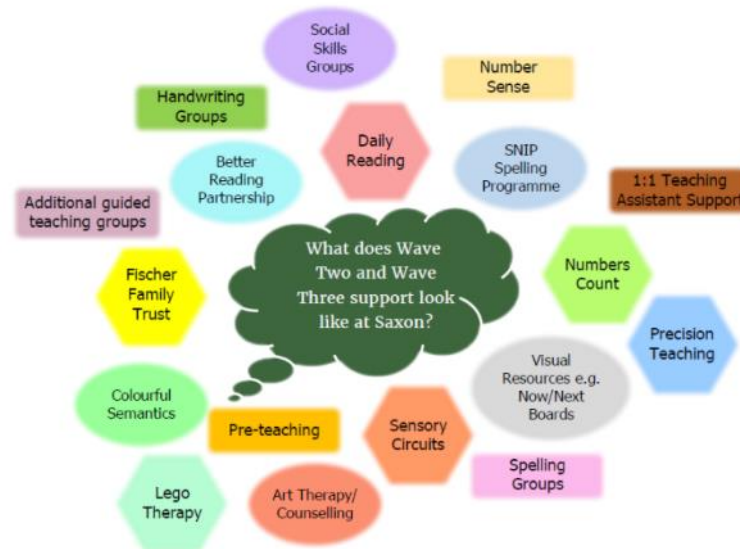 Social
Skills
Groups
Number
Sense
Handwriting
Groups
Daily
Reading
Better
Reading
Partnership
SNIP
Spelling
Programme
1:1 Teaching
Assistant Support
Additional guided
teaching groups
What does Wave
Two and Wave
Three support look
like at Saxon?
Fischer
Family
Trust
Numbers
Count
Precision
Teaching
Visual
Resources e.g.
Now/Next
Boards
Colourful
Semantics
Pre-teaching
Sensory
Circuits
Spelling
Groups
Lego
Therapy
Art Therapy/
Counselling